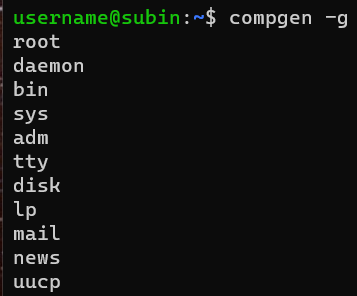 username@subin:~$ compgen -g
root
daemon
bin
sys
adm
tty
disk
lp
mail
news
uucp